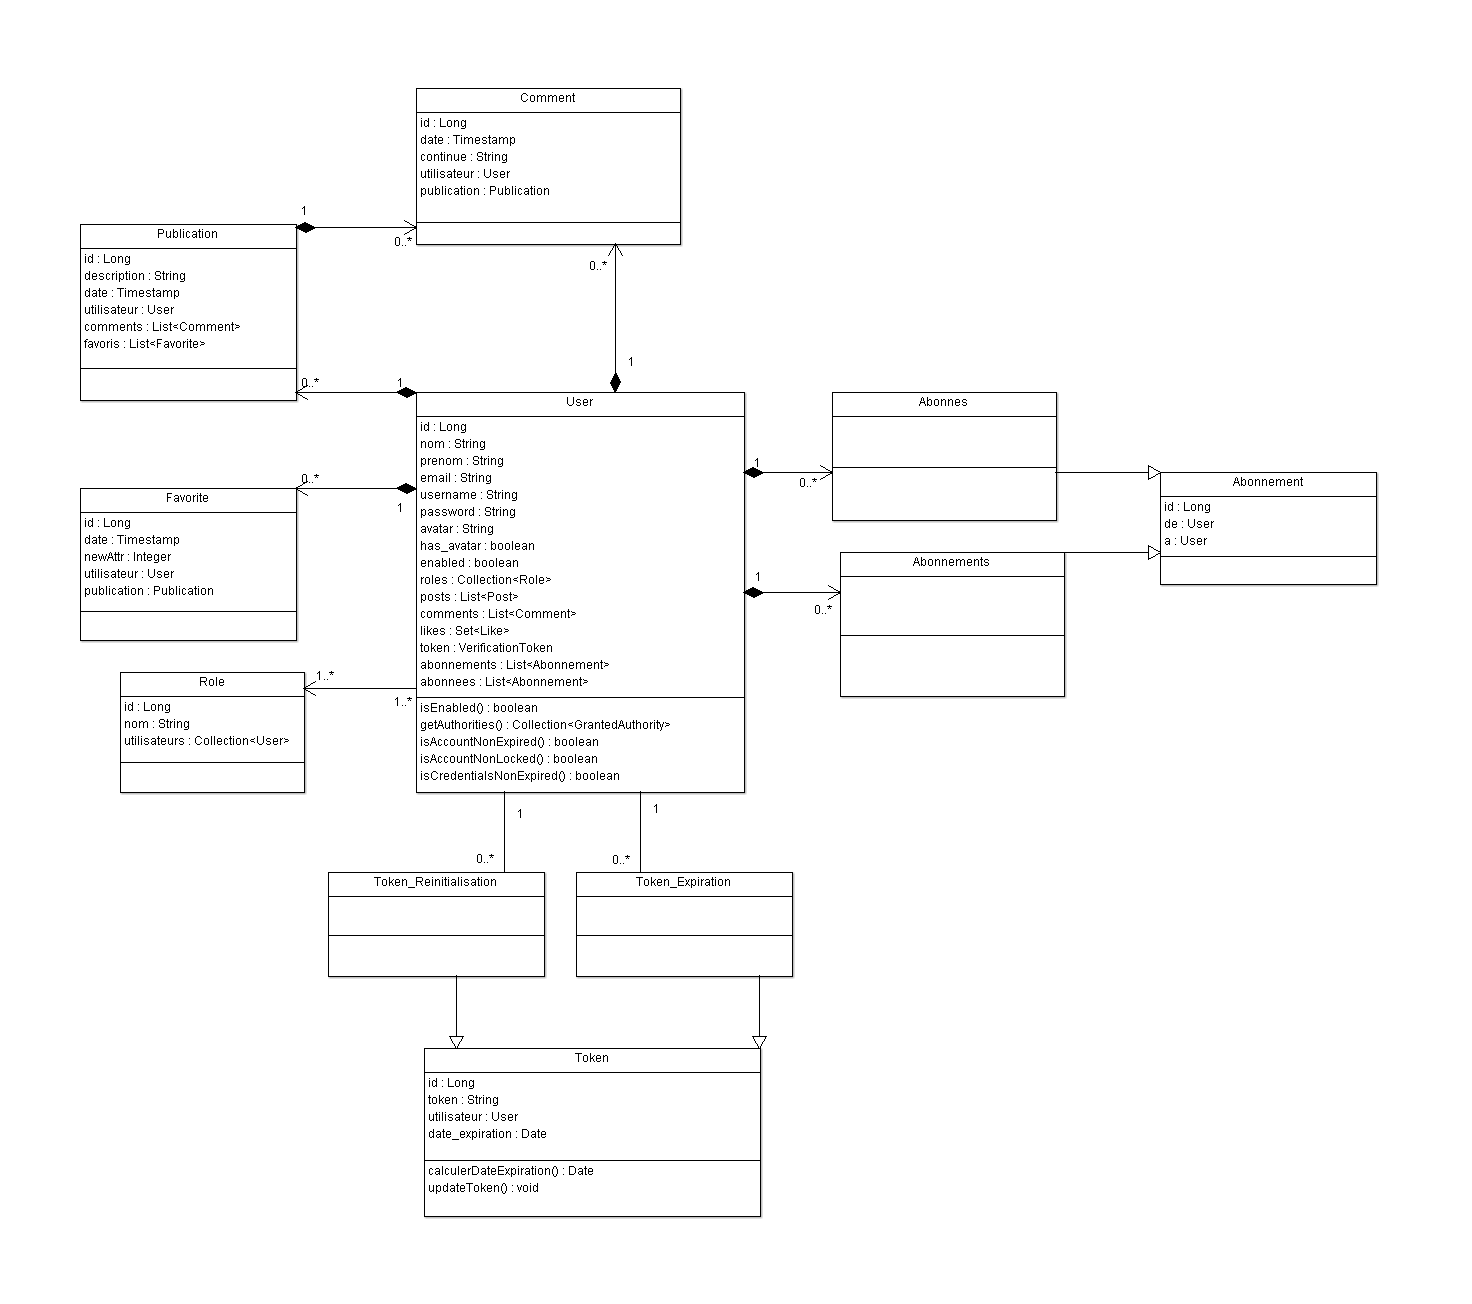 Comment
id : Long
date : Timestamp
continue : String
utilisateur : User
publication : Publication
1
0..*
Publication
id : Long
description : String
date : Timestamp
utilisateur : User
comments : List<Comment>
favoris : List<Favorite>
0..*
1
0..*
1
User
id : Long
nom : String
prenom : String
email : String
username : String
password : String
avatar : String
has_avatar : boolean
enabled : boolean
roles : Collection<Role>
posts : List<Post>
comments : List<Comment>
likes : Set<Like>
token : VerificationToken
abonnements : List<Abonnement>
abonnees : List<Abonnement>
isEnabled() : boolean
getAuthorities() : Collection<GrantedAuthority>
isAccountNonExpired() : boolean
isAccountNonLocked() : boolean
isCredentialsNonExpired() : boolean
Abonnes
1
0..*
Abonnement
id : Long
de : User
a : User
Abonnements
1
0..*
0..*
1
Favorite
id : Long
date : Timestamp
newAttr : Integer
utilisateur : User
publication : Publication
1..*
1..*
Role
id : Long
nom : String
utilisateurs : Collection<User>
1
1
0..*
0..*
Token_Reinitialisation
Token_Expiration
Token
id : Long
token : String
utilisateur : User
date_expiration : Date
calculerDateExpiration() : Date
updateToken() : void